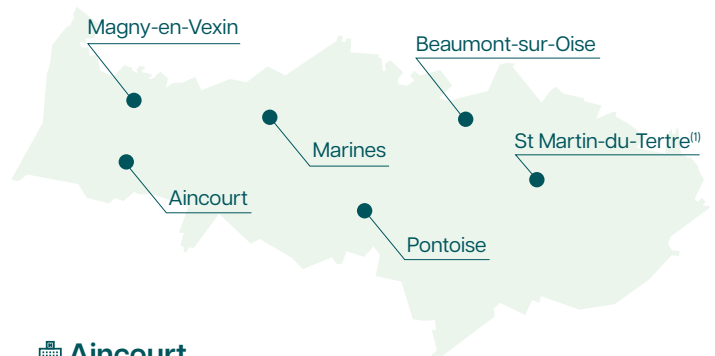 Magny-en-Vexin
Beaumont-sur-Oise
Marines
St Martin-du-Tertre(1)
Aincourt
Pontoise
Aincourt